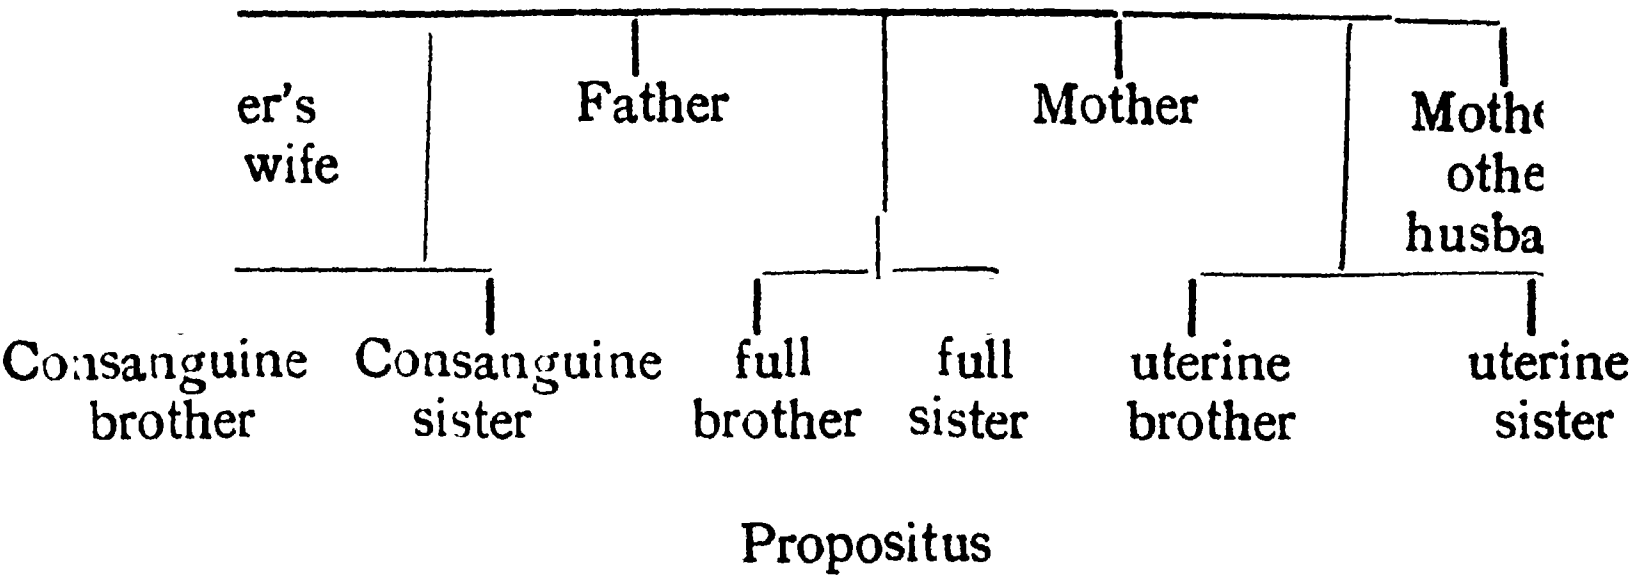 er's Father Mother Mothe
wife othe
husba
Consanguine Consanguine full full uterine uterine
brother sister brother sister brother sister
Propositus